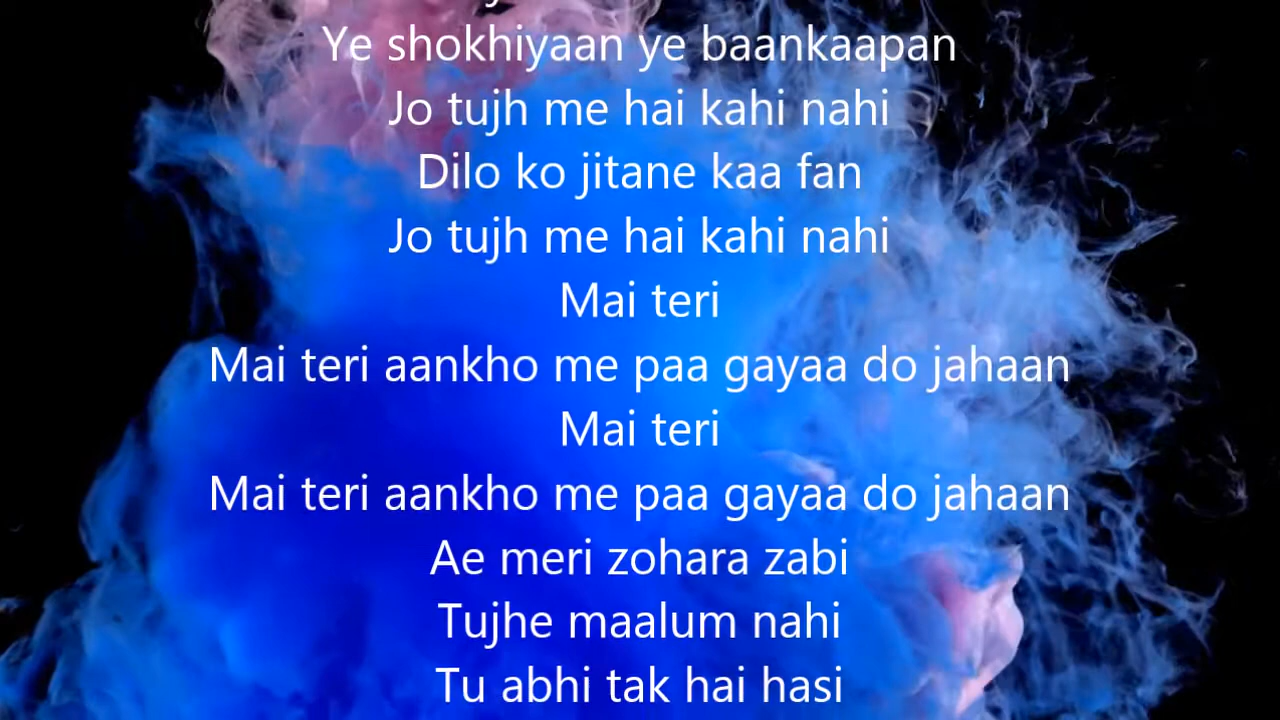 Ye shokhiyaan ye baankaapan
Jo tujh me hai kahi nahi
Dilo ko jitane kaa fan
Jo tujh me hai kahi nahi
Mai teri
Mai teri aankho me paa gayaa do jahaan
Mai teri
Mai teri aankho me paa gayaa do jahaan
Ae meri zohara zabi
Tujhe maalum nahi
Tu abhi tak hai hasi